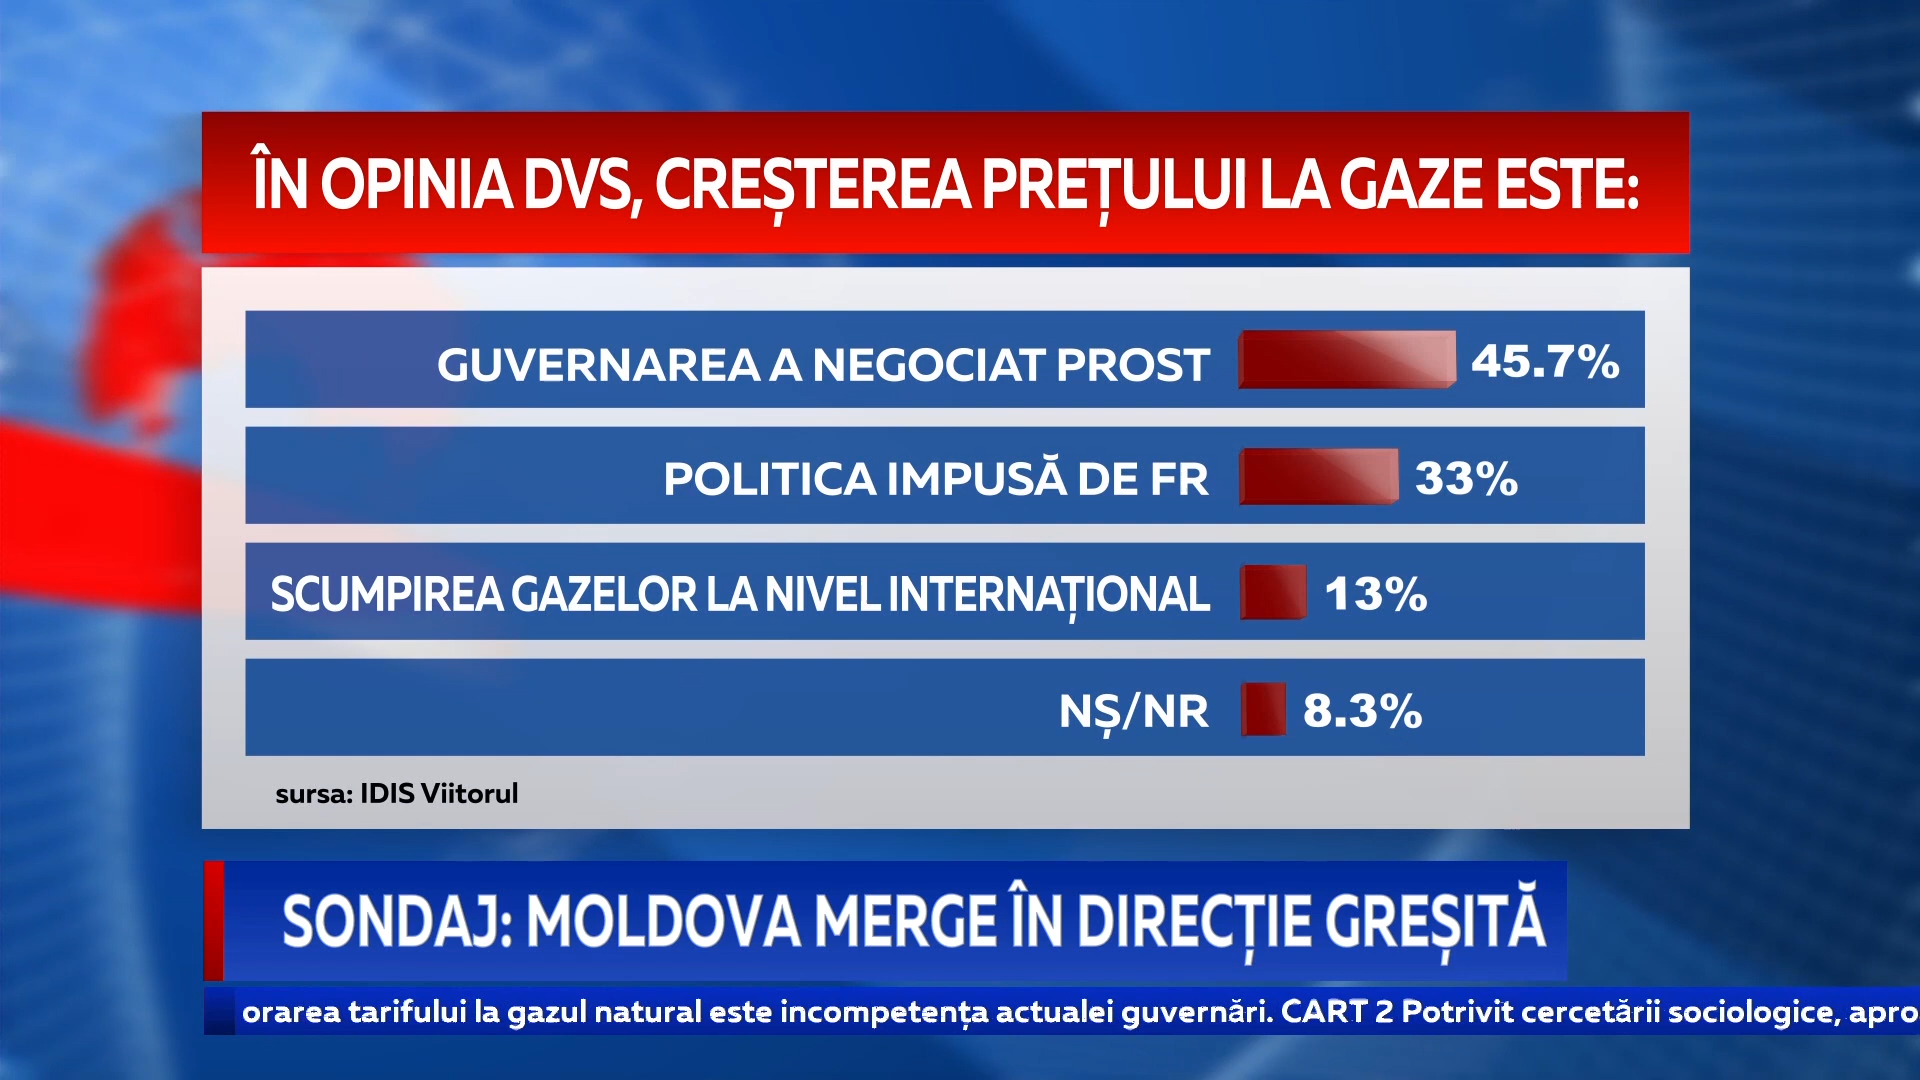 ÎN OPINIA DVS, CREȘTEREA PREȚULUI LA GAZE ESTE:
GUVERNAREA A NEGOCIAT PROST 45.7%
POLITICA IMPUSĂ DE FR 33%
SCUMPIREA GAZELOR LA NIVEL INTERNAȚIONAL 13%
NȘ/NR 8.3%
sursa: IDIS Viitorul
SONDAJ: MOLDOVA MERGE ÎN DIRECȚIE GREȘITĂ
orarea tarifului la gazul natural este incompetența actualei guvernări. CART 2 Potrivit cercetării sociologice, apro